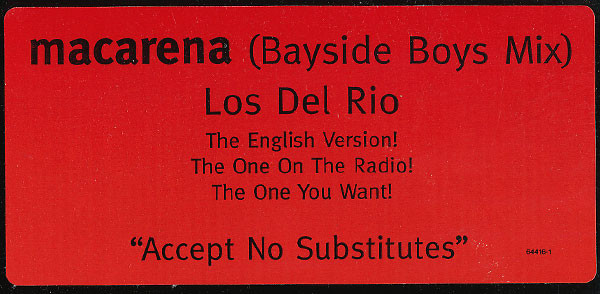 macarena (Bayside Boys Mix)
Los Del Rio
The English Version!
The One On The Radio!
The One You Want!
“Accept No Substitutes”
64416-1